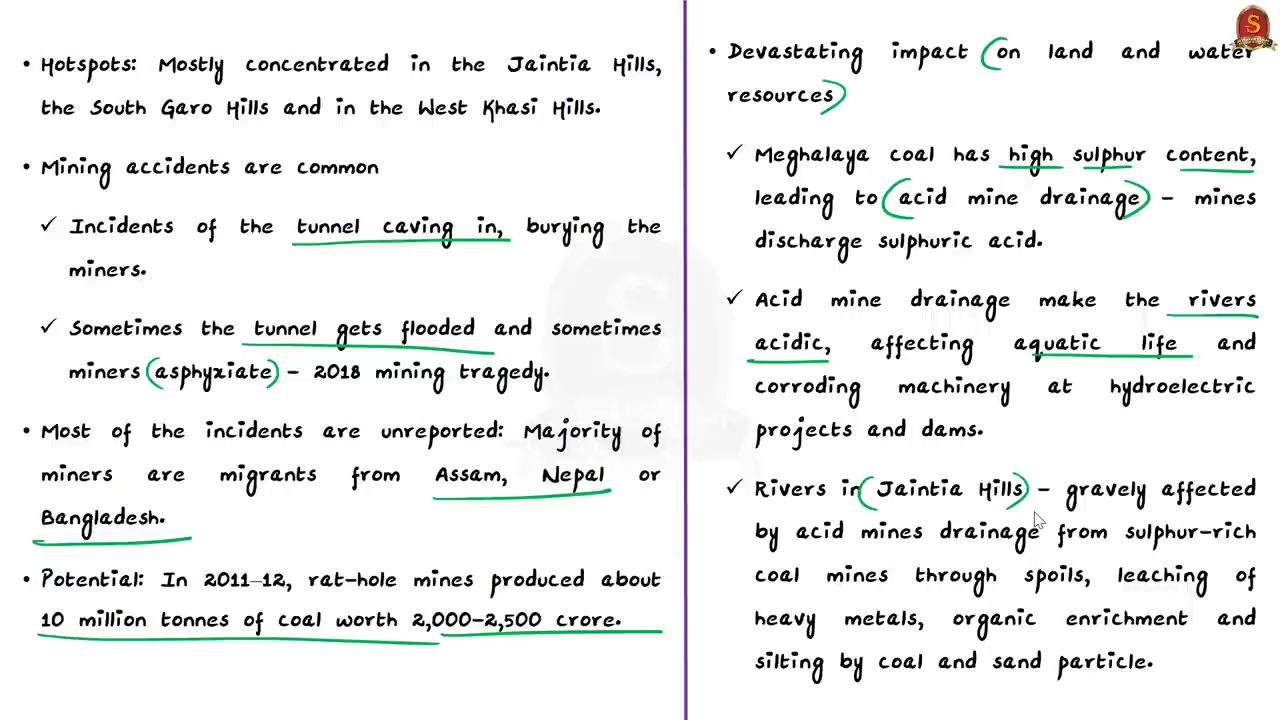 • Hotspots: Mostly concentrated in the Jaintia Hills,
the South Garo Hills and in the West Khasi Hills.
• Mining accidents are common
✓ Incidents of the tunnel caving in, burying the
miners.
✓ Sometimes the tunnel gets flooded and sometimes
miners (asphyxiate) – 2018 mining tragedy.
• Most of the incidents are unreported: Majority of
miners are migrants from Assam, Nepal or
Bangladesh.
• Potential: In 2011–12, rat-hole mines produced about
10 million tonnes of coal worth 2,000–2,500 crore.
• Devastating impact (on land and water
resources)
✓ Meghalaya coal has high sulphur content,
leading to (acid mine drainage) – mines
discharge sulphuric acid.
✓ Acid mine drainage make the rivers
acidic, affecting aquatic life and
corroding machinery at hydroelectric
projects and dams.
✓ Rivers in (Jaintia Hills) – gravely affected
by acid mines drainage from sulphur-rich
coal mines through spoils, leaching of
heavy metals, organic enrichment and
silting by coal and sand particle.
S